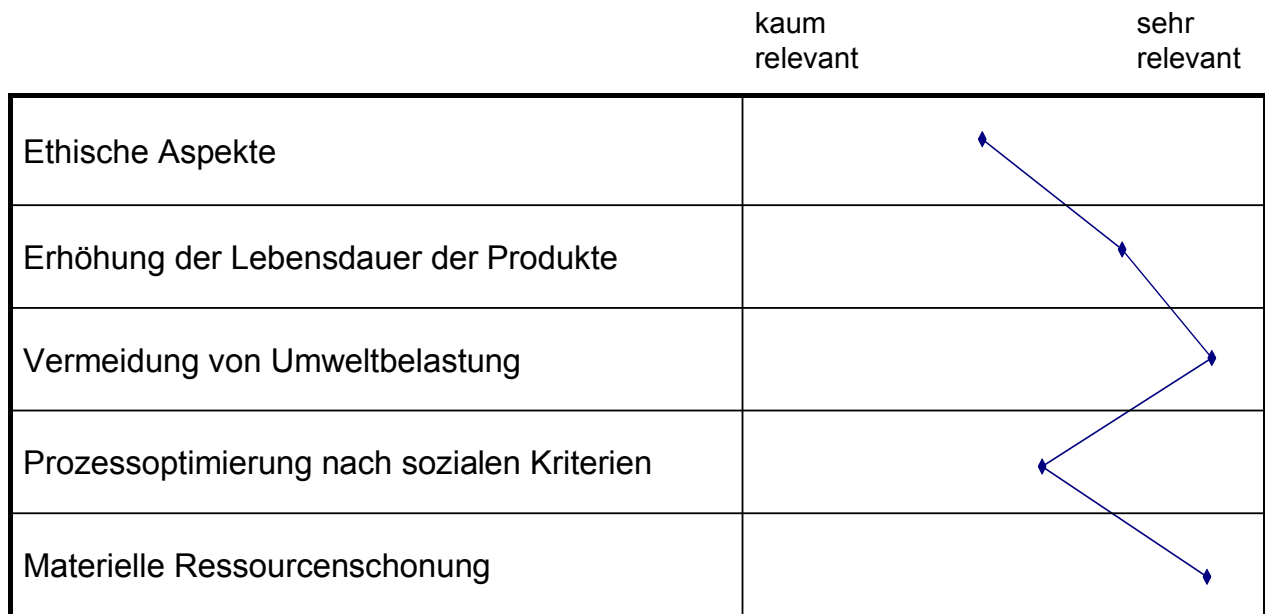 kaum sehr
relevant relevant
Ethische Aspekte
Erhöhung der Lebensdauer der Produkte
Vermeidung von Umweltbelastung
Prozessoptimierung nach sozialen Kriterien
Materielle Ressourcenschonung